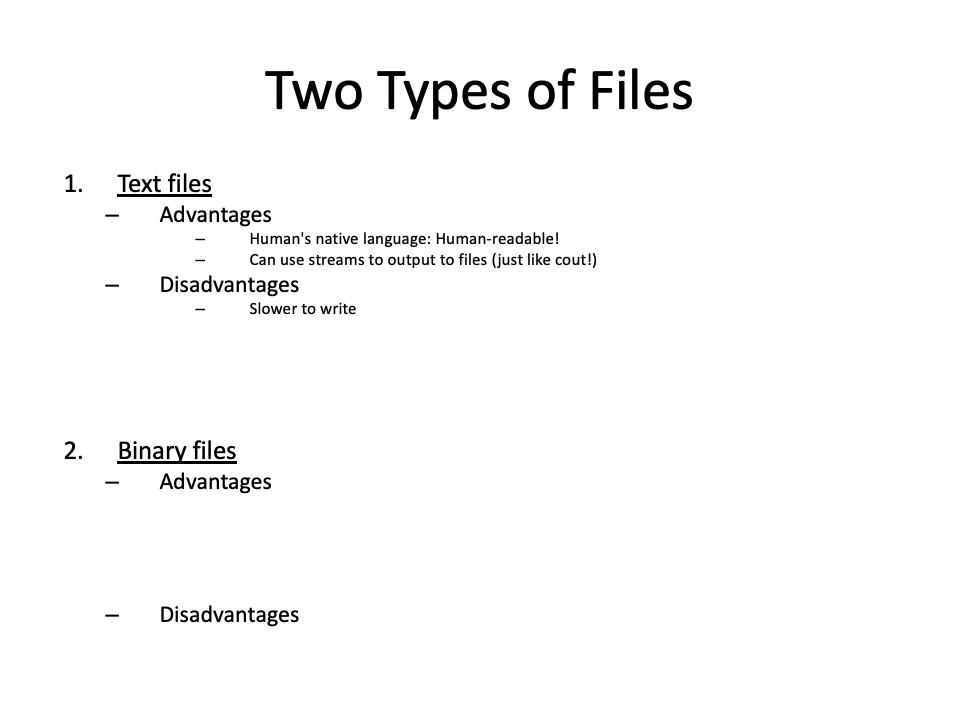 Two Types of Files
1. Text files
– Advantages
– Human's native language: Human-readable!
– Can use streams to output to files (just like cout!)
– Disadvantages
– Slower to write
2. Binary files
– Advantages
– Disadvantages